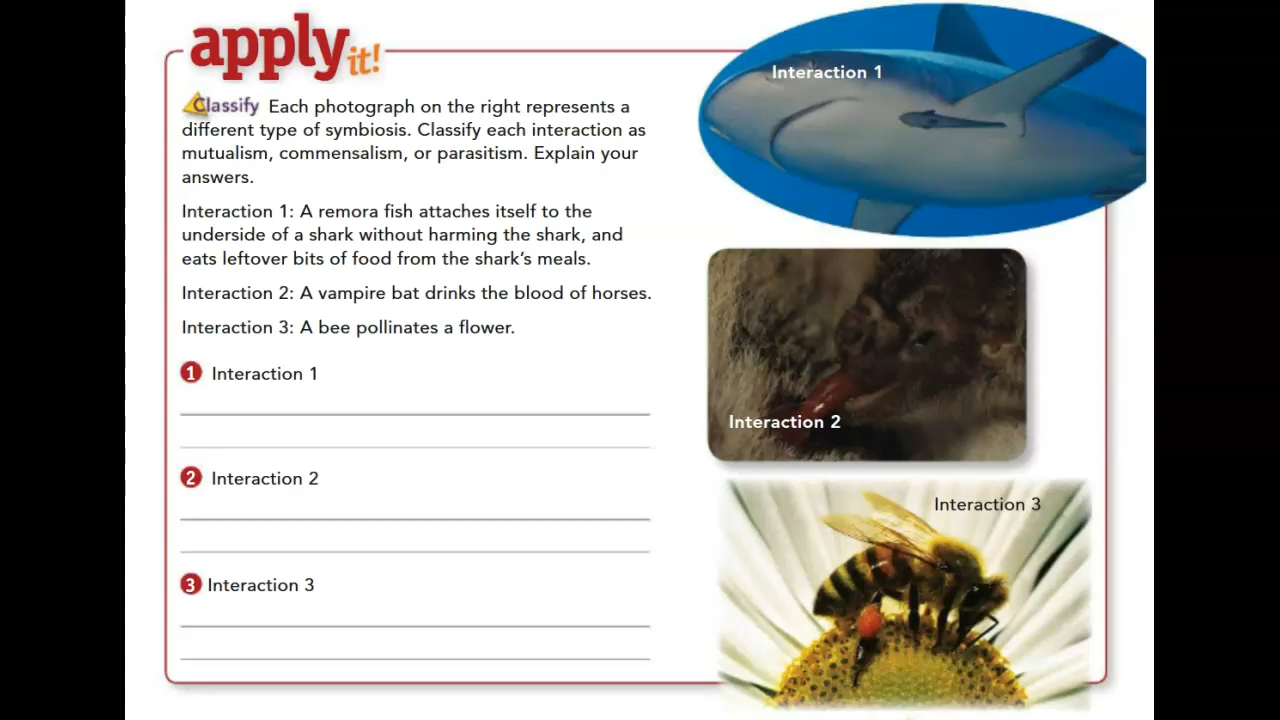 apply it!
Classify Each photograph on the right represents a
different type of symbiosis. Classify each interaction as
mutualism, commensalism, or parasitism. Explain your
answers.
Interaction 1: A remora fish attaches itself to the
underside of a shark without harming the shark, and
eats leftover bits of food from the shark's meals.
Interaction 2: A vampire bat drinks the blood of horses.
Interaction 3: A bee pollinates a flower.
1 Interaction 1
2 Interaction 2
3 Interaction 3
Interaction 1
Interaction 2
Interaction 3